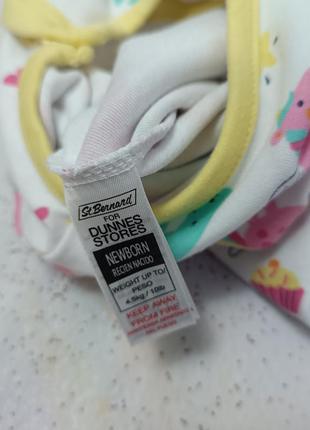 St.Bernard
FOR
DUNNES
STORES
NEWBORN
RECIEN NACIDO
WEIGHT UP TO/
PESO
4.5kg / 10lb
KEEP AWAY
FROM FIRE